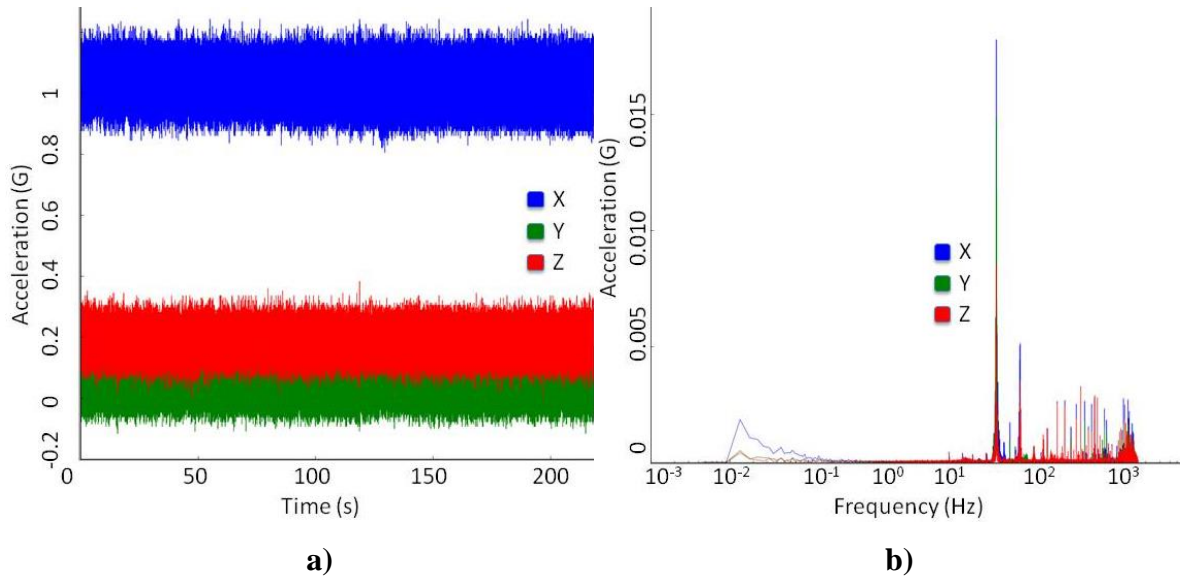 Acceleration (G)
1
0.8
0.6
0.4
0.2
0
-0.2
0 50 100 150 200
Time (s)
X
Y
Z
a)
Acceleration (G)
0.015
0.010
0.005
0
10⁻³ 10⁻² 10⁻¹ 10⁰ 10¹ 10² 10³
Frequency (Hz)
X
Y
Z
b)